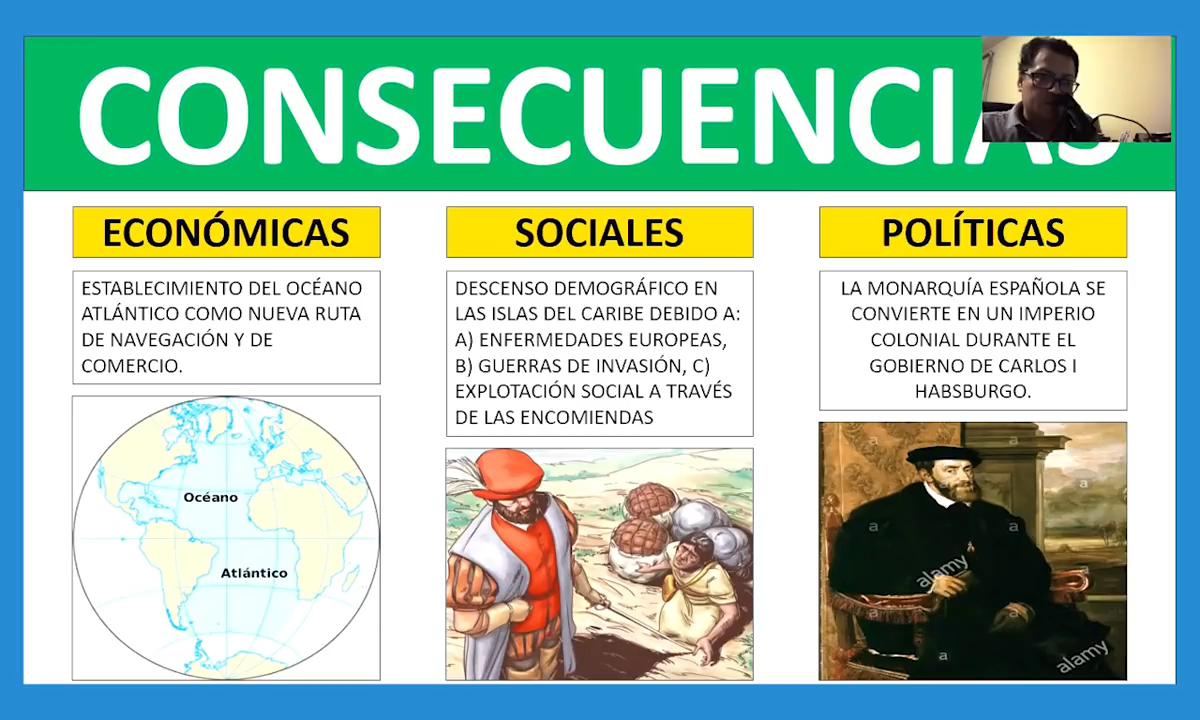 CONSECUENCIAS
ECONÓMICAS
ESTABLECIMIENTO DEL OCÉANO
ATLÁNTICO COMO NUEVA RUTA
DE NAVEGACIÓN Y DE
COMERCIO.
Océano
Atlántico
SOCIALES
DESCENSO DEMOGRÁFICO EN
LAS ISLAS DEL CARIBE DEBIDO A:
A) ENFERMEDADES EUROPEAS,
B) GUERRAS DE INVASIÓN, C)
EXPLOTACIÓN SOCIAL A TRAVÉS
DE LAS ENCOMIENDAS
POLÍTICAS
LA MONARQUÍA ESPAÑOLA SE
CONVIERTE EN UN IMPERIO
COLONIAL DURANTE EL
GOBIERNO DE CARLOS I
HABSBURGO.
a
a
a
a
a
alamy
a
a
alamy